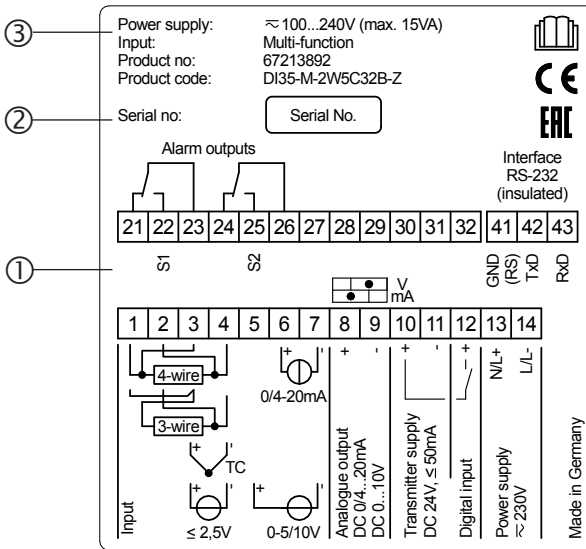 ③ Power supply: ≂ 100...240V (max. 15VA)
Input: Multi-function
Product no: 67213892
Product code: DI35-M-2W5C32B-Z
CE
② Serial no: Serial No.
EAC
Alarm outputs
Interface
RS-232
(insulated)
21 22 23 24 25 26 27 28 29 30 31 32 41 42 43
S1 S2 GND (RS) TxD RxD
①
V
mA
1 2 3 4 5 6 7 8 9 10 11 12 13 14
+ - + - + - + - N/L+ L/L-
4-wire
0/4-20mA
3-wire
+ -
TC
+ - + -
≤ 2,5V 0-5/10V
Input
Analogue output
DC 0/4...20mA
DC 0...10V
Transmitter supply
DC 24V, ≤ 50mA
Digital input
Power supply
≂ 230V
Made in Germany